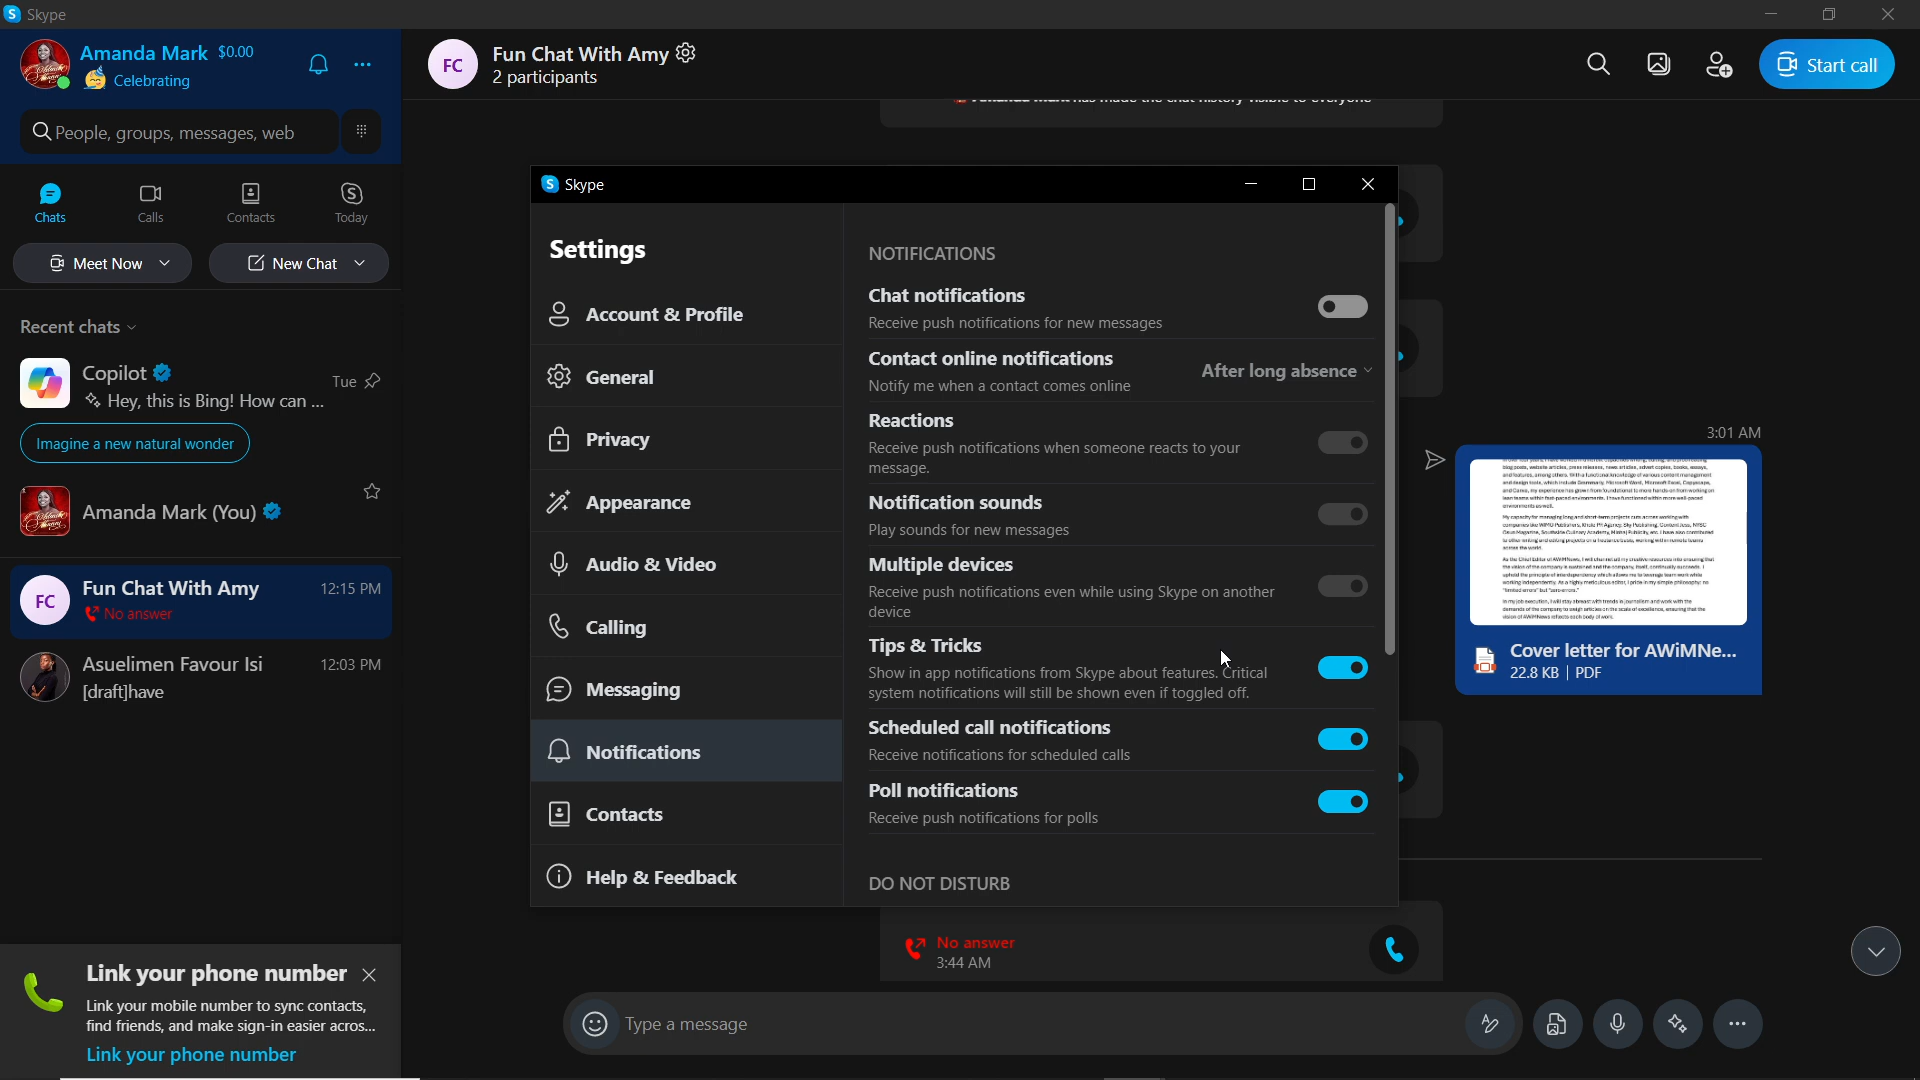 Skype
Amanda Mark $0.00
Celebrating
People, groups, messages, web
Chats
Calls
Contacts
Today
Meet Now
New Chat
Recent chats
Copilot
Tue
Hey, this is Bing! How can ...
Imagine a new natural wonder
Amanda Mark (You)
FC
Fun Chat With Amy
12:15 PM
No answer
Asuelimen Favour Isi
12:03 PM
[draft]have
Link your phone number
Link your mobile number to sync contacts,
find friends, and make sign-in easier acros...
Link your phone number
FC
Fun Chat With Amy
2 participants
Start call
Skype
Settings
Account & Profile
General
Privacy
Appearance
Audio & Video
Calling
Messaging
Notifications
Contacts
Help & Feedback
NOTIFICATIONS
Chat notifications
Receive push notifications for new messages
Contact online notifications
Notify me when a contact comes online
After long absence
Reactions
Receive push notifications when someone reacts to your
message.
Notification sounds
Play sounds for new messages
Multiple devices
Receive push notifications even while using Skype on another
device
Tips & Tricks
Show in app notifications from Skype about features. Critical
system notifications will still be shown even if toggled off.
Scheduled call notifications
Receive notifications for scheduled calls
Poll notifications
Receive push notifications for polls
DO NOT DISTURB
3:01 AM
Cover letter for AWiMNe...
22.8 KB | PDF
No answer
3:44 AM
Type a message